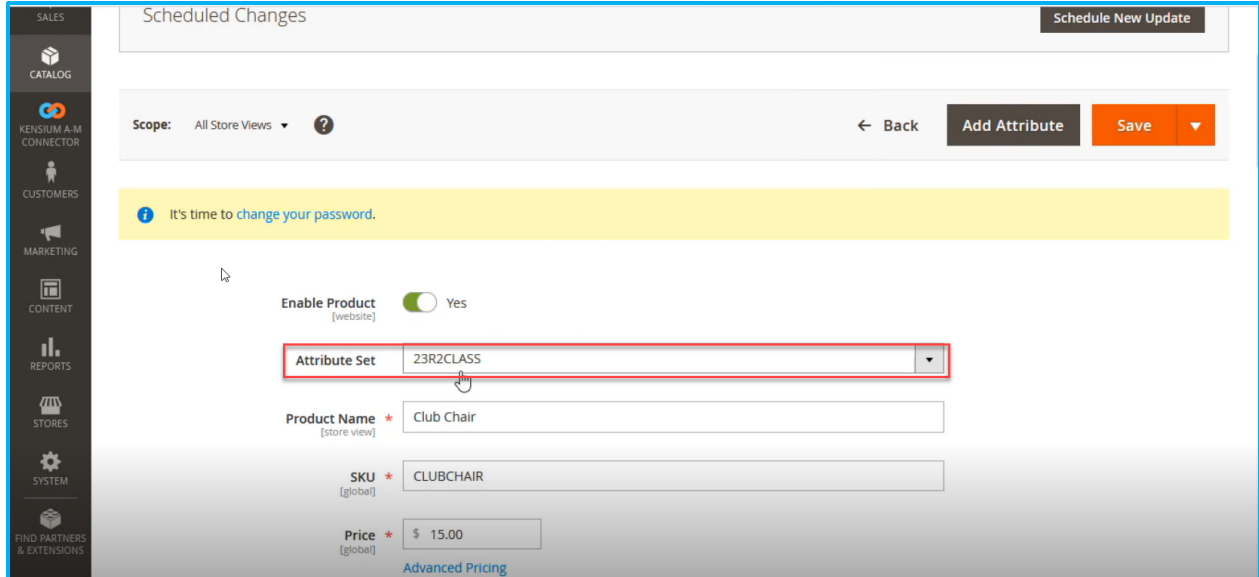 SALES
Scheduled Changes
Schedule New Update
CATALOG
KENSIUM A-M
CONNECTOR
Scope: All Store Views ?
← Back Add Attribute Save
CUSTOMERS
i It's time to change your password.
MARKETING
CONTENT
Enable Product Yes
[website]
Attribute Set 23R2CLASS
REPORTS
Product Name * Club Chair
[store view]
STORES
SKU * CLUBCHAIR
[global]
SYSTEM
Price * $ 15.00
[global]
Advanced Pricing
FIND PARTNERS
& EXTENSIONS